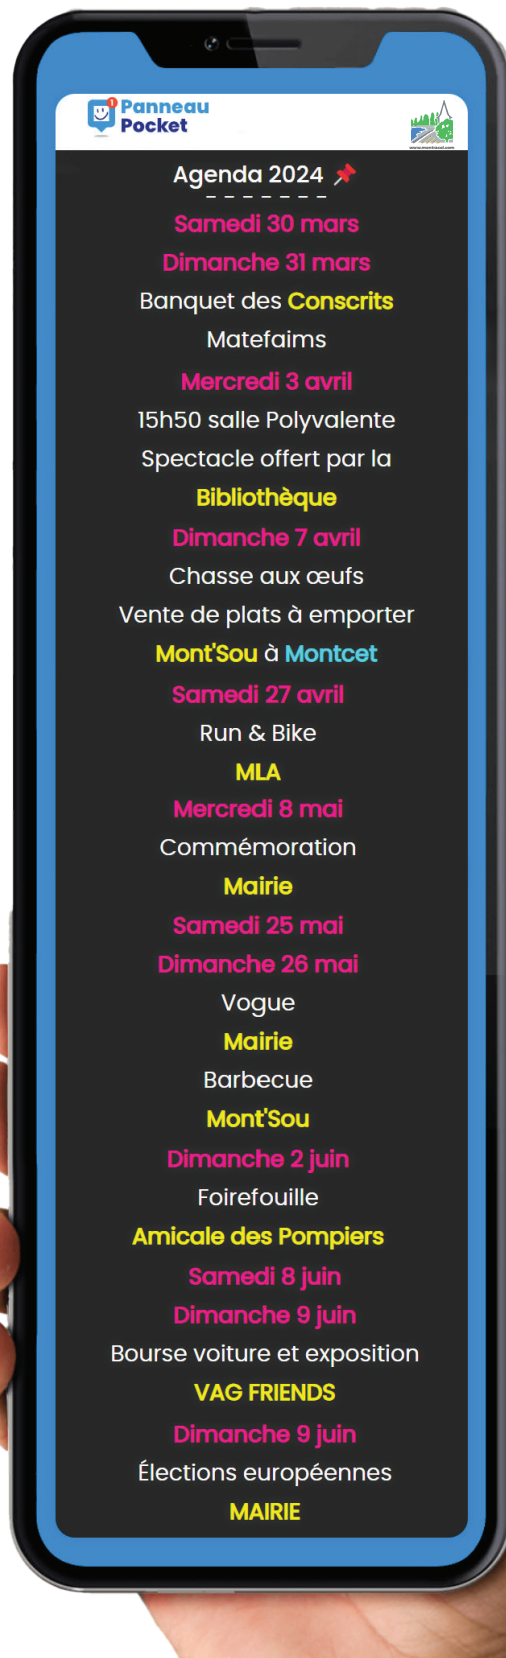 Panneau
Pocket
www.montracol.com
Agenda 2024
Samedi 30 mars
Dimanche 31 mars
Banquet des Conscrits
Matefaims
Mercredi 3 avril
15h50 salle Polyvalente
Spectacle offert par la
Bibliothèque
Dimanche 7 avril
Chasse aux œufs
Vente de plats à emporter
Mont'Sou à Montcet
Samedi 27 avril
Run & Bike
MLA
Mercredi 8 mai
Commémoration
Mairie
Samedi 25 mai
Dimanche 26 mai
Vogue
Mairie
Barbecue
Mont'Sou
Dimanche 2 juin
Foirefouille
Amicale des Pompiers
Samedi 8 juin
Dimanche 9 juin
Bourse voiture et exposition
VAG FRIENDS
Dimanche 9 juin
Élections européennes
MAIRIE